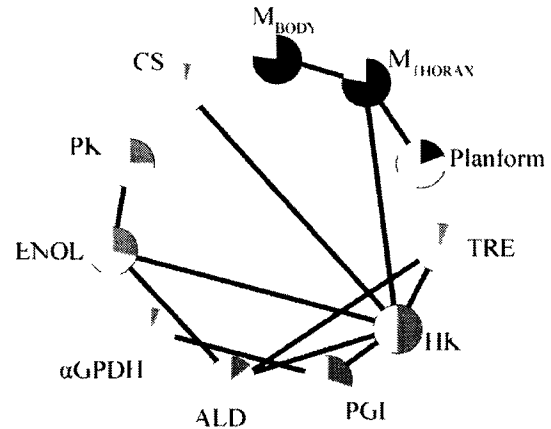 M_BODY
CS
M_THORAX
PK
Planform
ENOL
TRE
HK
αGPDH
ALD
PGI